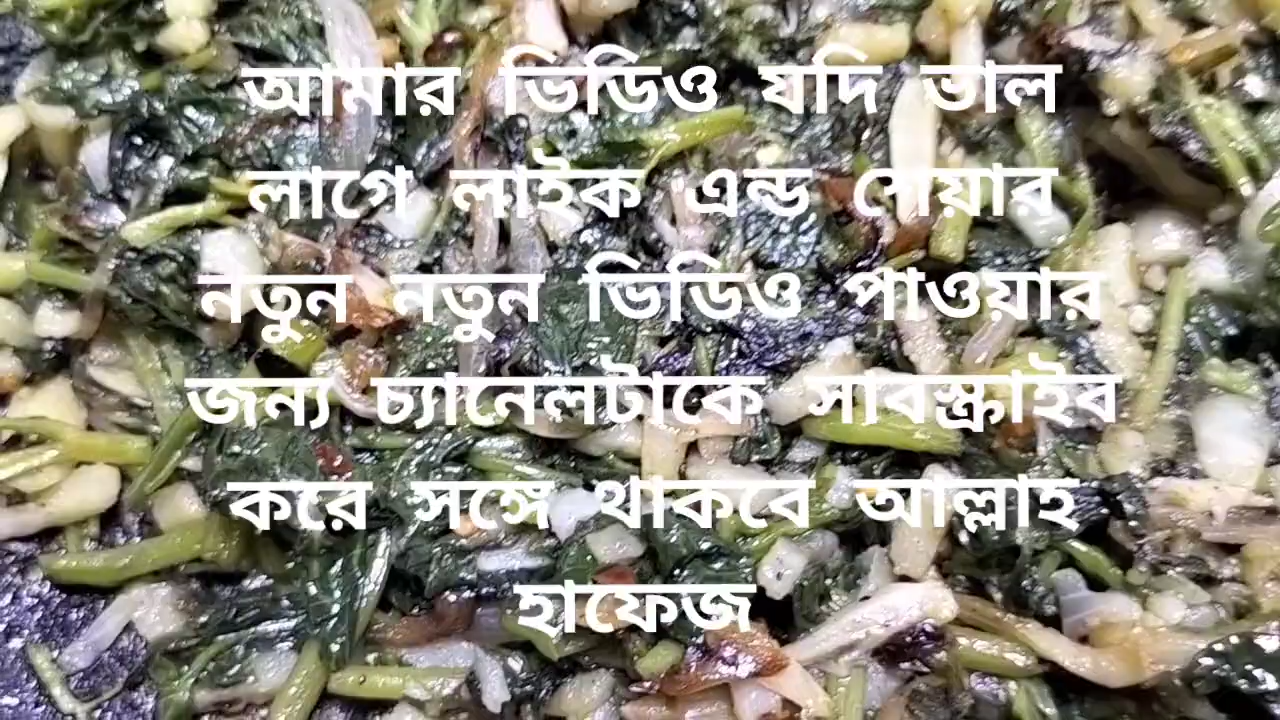 আমার ভিডিও যদি ভাল
লাগে লাইক এন্ড শেয়ার
নতুন নতুন ভিডিও পাওয়ার
জন্য চ্যানেলটাকে সাবস্ক্রাইব
করে সঙ্গে থাকবে আল্লাহ
হাফেজ